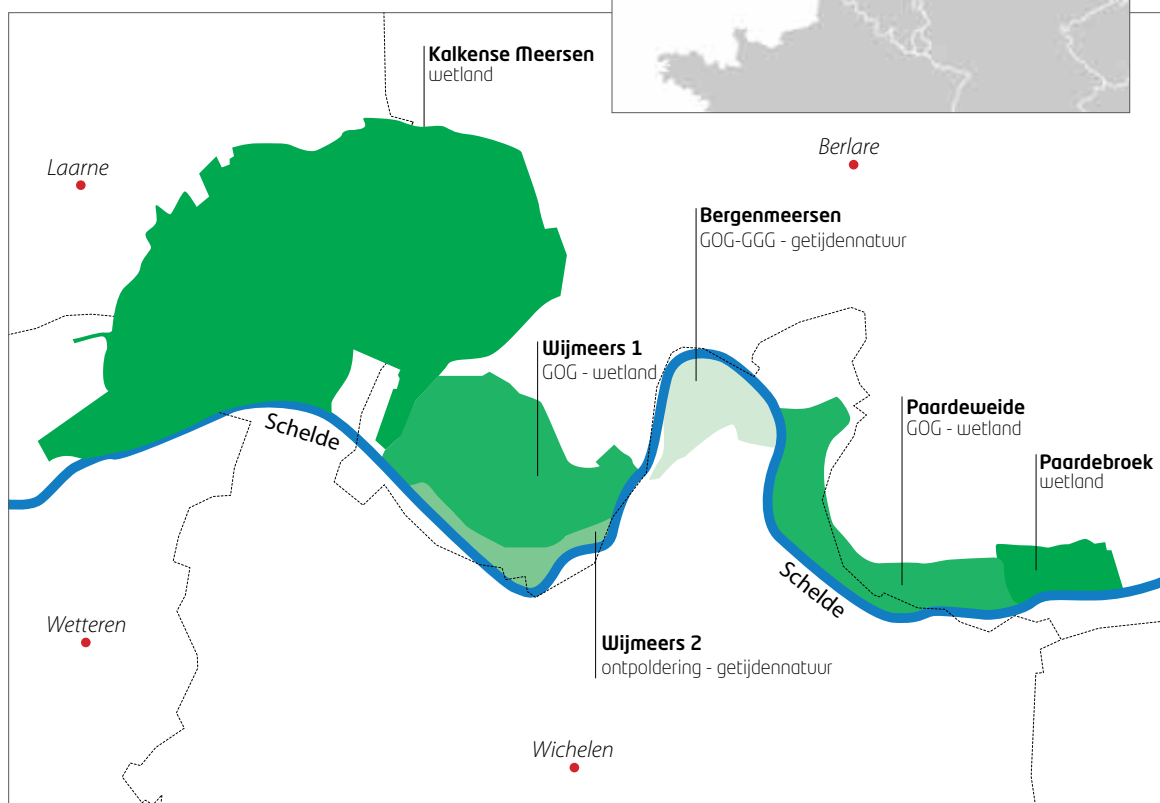 Kalkense Meersen
wetland
Berlare
Laarne
Bergenmeersen
GOG-GGG - getijdennatuur
Wijmeers 1
GOG - wetland
Paardeweide
GOG - wetland
Schelde
Paardebroek
wetland
Schelde
Wetteren
Wijmeers 2
ontpoldering - getijdennatuur
Wichelen